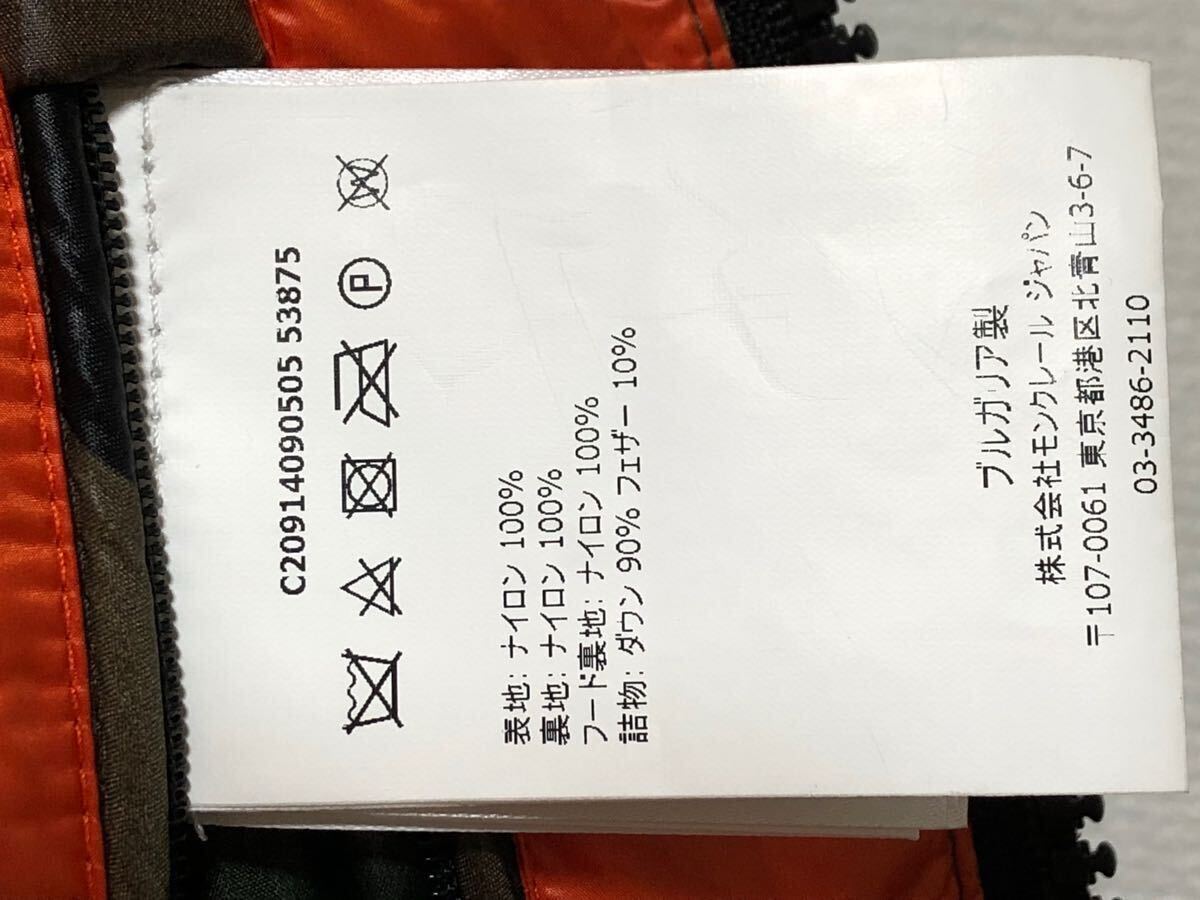 C2091409050​5 53875
P
W
表地: ナイロン 100%
裏地: ナイロン 100%
フード裏地: ナイロン 100%
詰物: ダウン 90% フェザー 10%
ブルガリア製
株式会社モンクレール ジャパン
〒107-0061 東京都港区北青山3-6-7
03-3486-2110